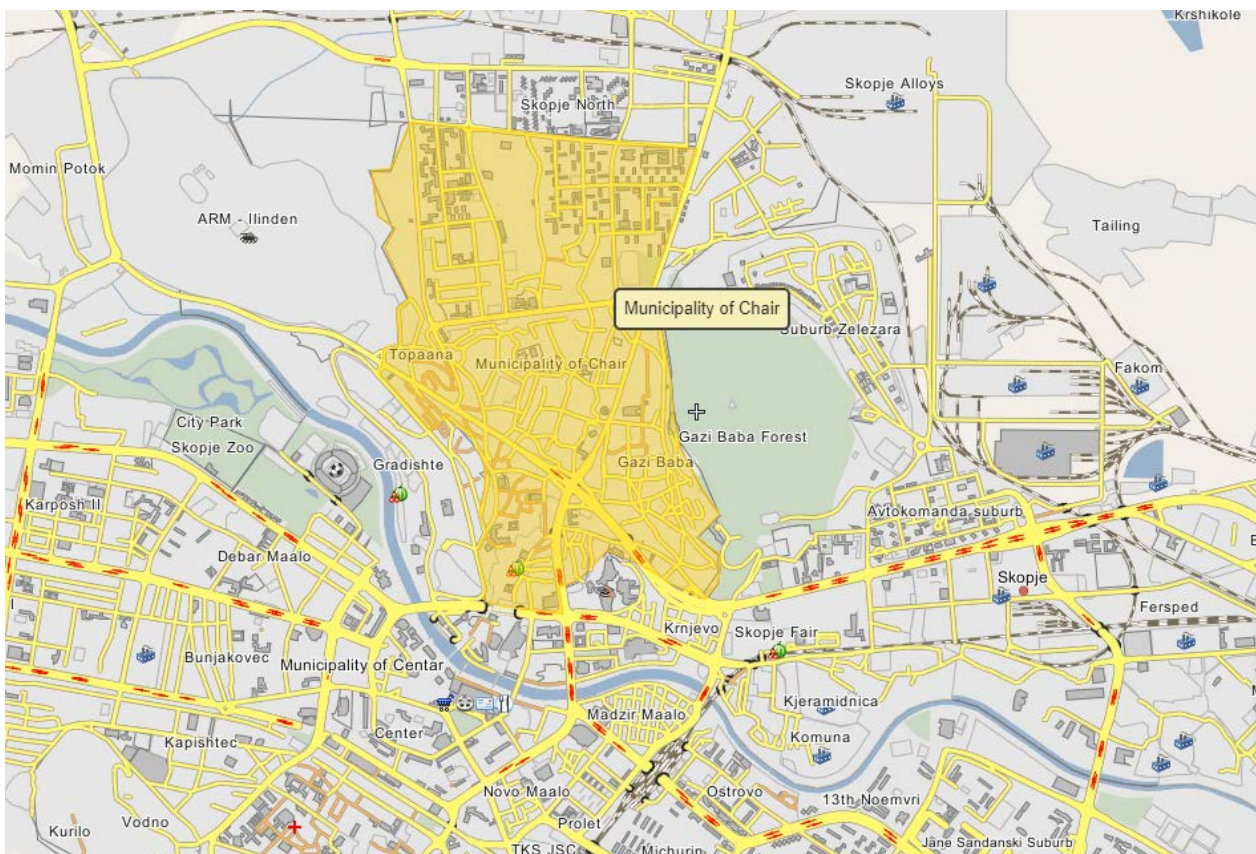 Krshikole
Skopje Alloys
Skopje North
Momin Potok
ARM - Ilinden
Tailing
Municipality of Chair
Suburb Zelezara
Topaana
Municipality of Chair
Fakom
City Park
Skopje Zoo
Gradishte
Gazi Baba Forest
Gazi Baba
Karposh II
Avtokomanda suburb
Debar Maalo
Skopje
Fersped
Krnjevo
Skopje Fair
Bunjakovec
Municipality of Centar
Kjeramidnica
Madzir Maalo
Center
Komuna
Kapishtec
Novo Maalo
Ostrovo
13th Noemvri
Vodno
Kurilo
Prolet
TKS JSC
Michurin
Jane Sandanski Suburb